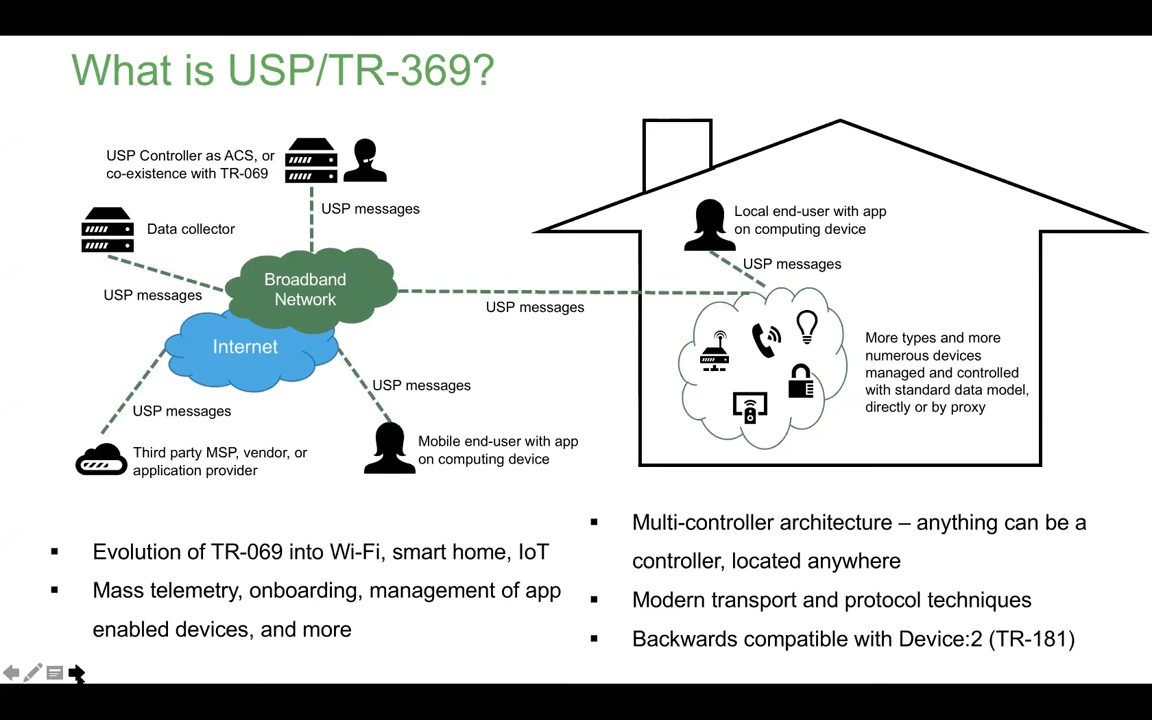 What is USP/TR-369?
USP Controller as ACS, or
co-existence with TR-069
USP messages
Data collector
USP messages
Broadband
Network
Internet
USP messages
USP messages
USP messages
Third party MSP, vendor, or
application provider
Mobile end-user with app
on computing device
Local end-user with app
on computing device
USP messages
More types and more
numerous devices
managed and controlled
with standard data model,
directly or by proxy
▪ Evolution of TR-069 into Wi-Fi, smart home, IoT
▪ Mass telemetry, onboarding, management of app
enabled devices, and more
▪ Multi-controller architecture – anything can be a
controller, located anywhere
▪ Modern transport and protocol techniques
▪ Backwards compatible with Device:2 (TR-181)